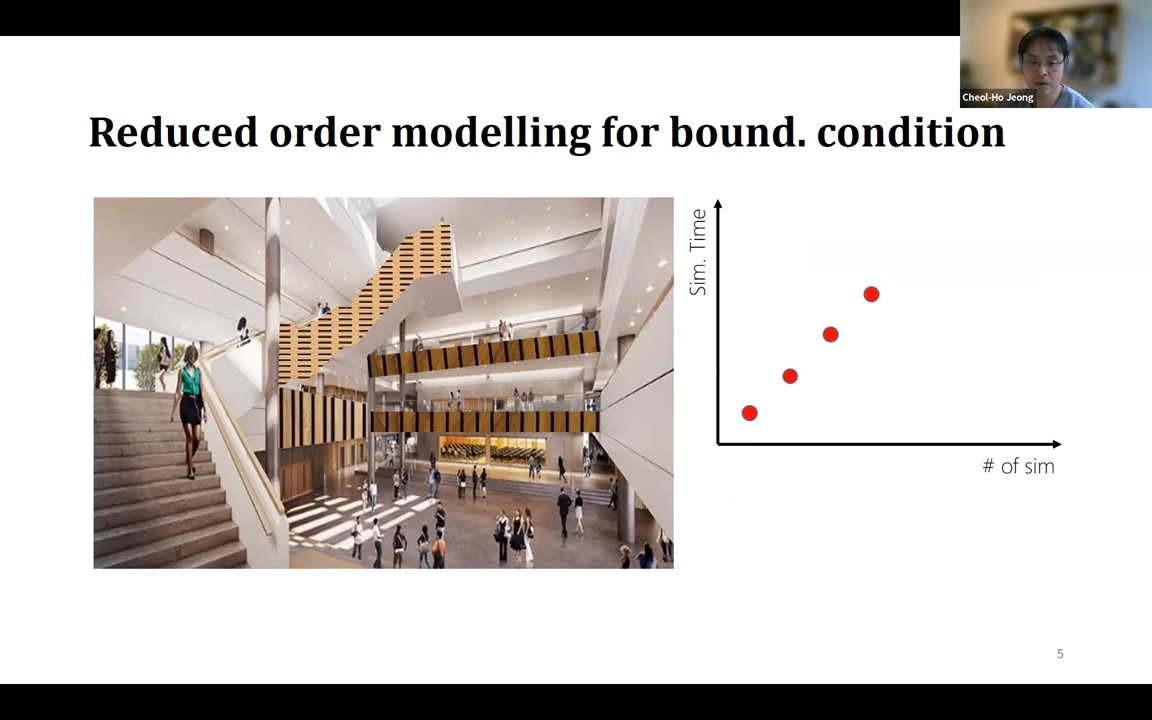 Cheol-Ho Jeong
Reduced order modelling for bound. condition
Sim. Time
# of sim
5